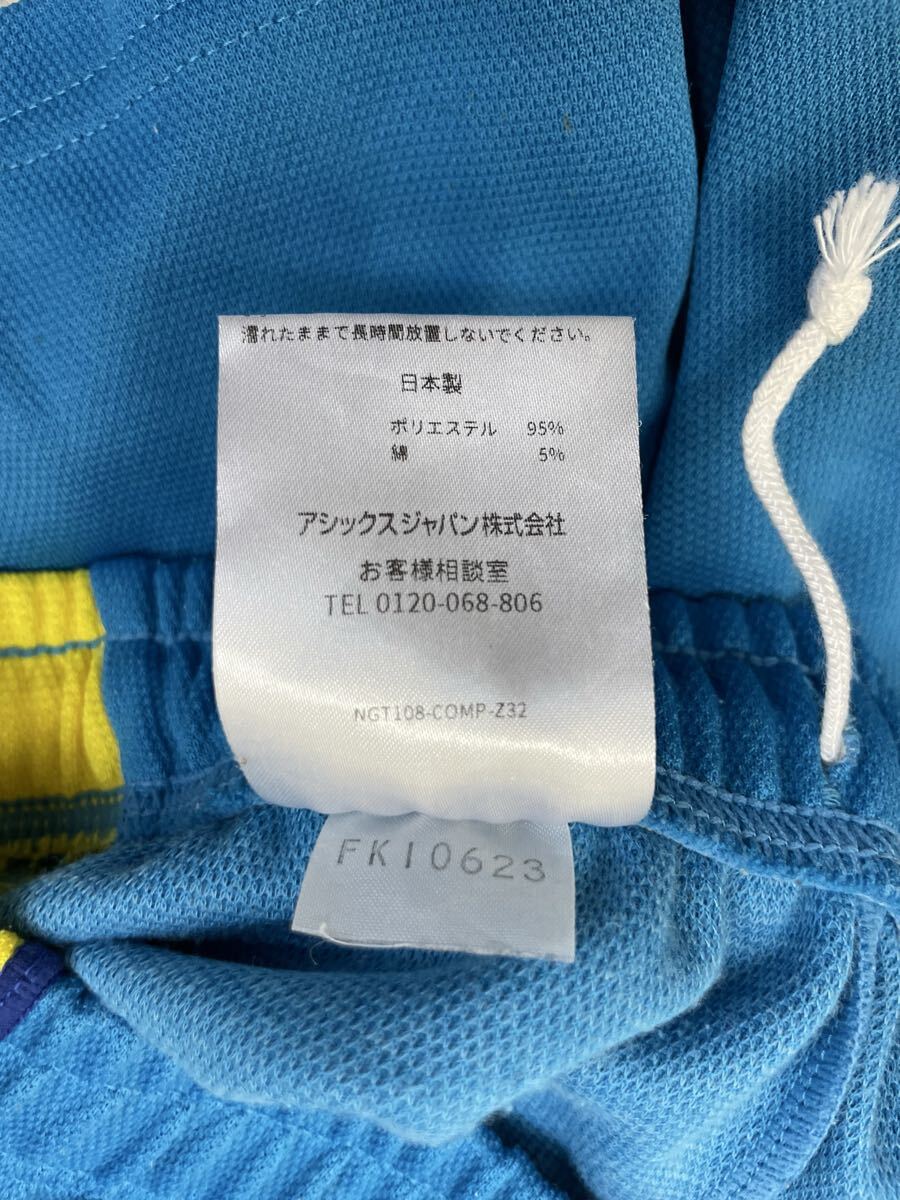 濡れたままで長時間放置しないでください。
日本製
ポリエステル 95%
綿 5%
アシックスジャパン株式会社
お客様相談室
TEL 0120-068-806
NGT108-COMP-Z32
FK10623